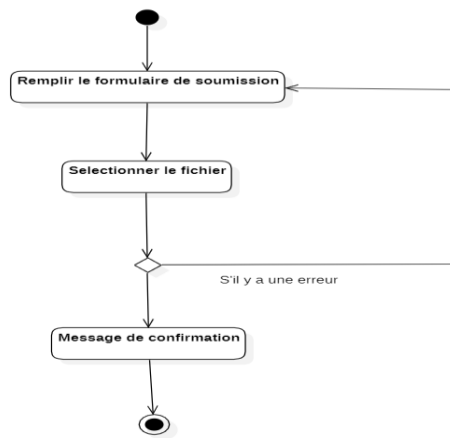 Remplir le formulaire de soumission
Selectionner le fichier
S'il y a une erreur
Message de confirmation